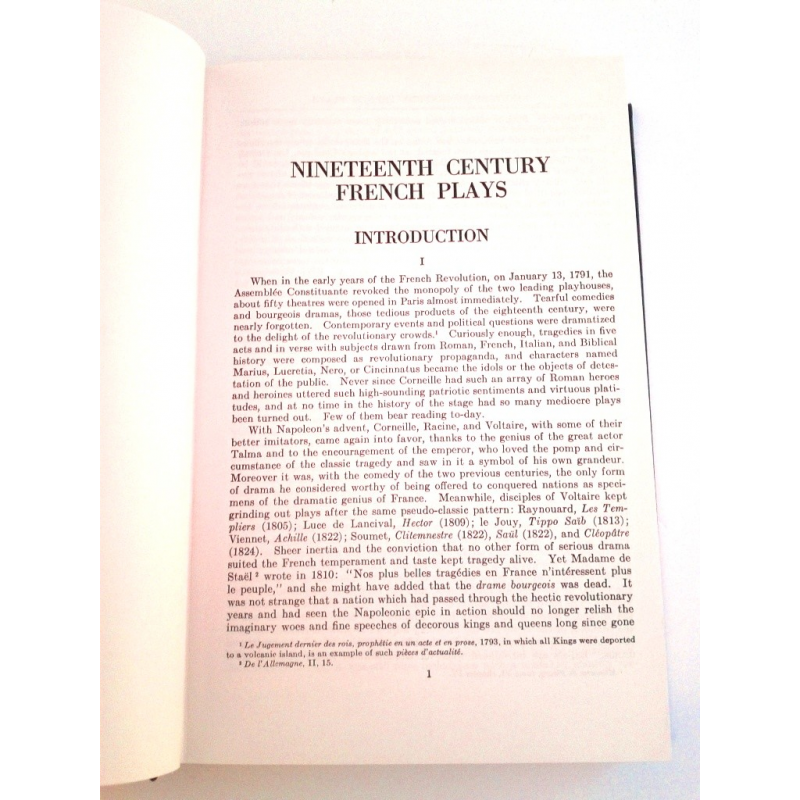 NINETEENTH CENTURY
FRENCH PLAYS
INTRODUCTION
I
When in the early years of the French Revolution, on January 13, 1791, the
Assemblée Constituante revoked the monopoly of the two leading playhouses,
about fifty theatres were opened in Paris almost immediately. Tearful comedies
and bourgeois dramas, those tedious products of the eighteenth century, were
nearly forgotten. Contemporary events and political questions were dramatized
to the delight of the revolutionary crowds.¹ Curiously enough, tragedies in five
acts and in verse with subjects drawn from Roman, French, Italian, and Biblical
history were composed as revolutionary propaganda, and characters named
Marius, Lucretia, Nero, or Cincinnatus became the idols or the objects of detes-
tation of the public. Never since Corneille had such an array of Roman heroes
and heroines uttered such high-sounding patriotic sentiments and virtuous plati-
tudes, and at no time in the history of the stage had so many mediocre plays
been turned out. Few of them bear reading to-day.
With Napoleon's advent, Corneille, Racine, and Voltaire, with some of their
better imitators, came again into favor, thanks to the genius of the great actor
Talma and to the encouragement of the emperor, who loved the pomp and cir-
cumstance of the classic tragedy and saw in it a symbol of his own grandeur.
Moreover it was, with the comedy of the two previous centuries, the only form
of drama he considered worthy of being offered to conquered nations as speci-
mens of the dramatic genius of France. Meanwhile, disciples of Voltaire kept
grinding out plays after the same pseudo-classic pattern: Raynouard, Les Tem-
pliers (1805); Luce de Lancival, Hector (1809); le Jouy, Tippo Saïb (1813);
Viennet, Achille (1822); Soumet, Clitemnestre (1822), Saül (1822), and Cléopâtre
(1824). Sheer inertia and the conviction that no other form of serious drama
suited the French temperament and taste kept tragedy alive. Yet Madame de
Staël ² wrote in 1810: "Nos plus belles tragédies en France n'intéressent plus
le peuple," and she might have added that the drame bourgeois was dead. It
was not strange that a nation which had passed through the hectic revolutionary
years and had seen the Napoleonic epic in action should no longer relish the
imaginary woes and fine speeches of decorous kings and queens long since gone
¹ Le Jugement dernier des rois, prophétie en un acte et en prose, 1793, in which all Kings were deported
to a volcanic island, is an example of such pièces d'actualité.
² De l'Allemagne, II, 15.
1